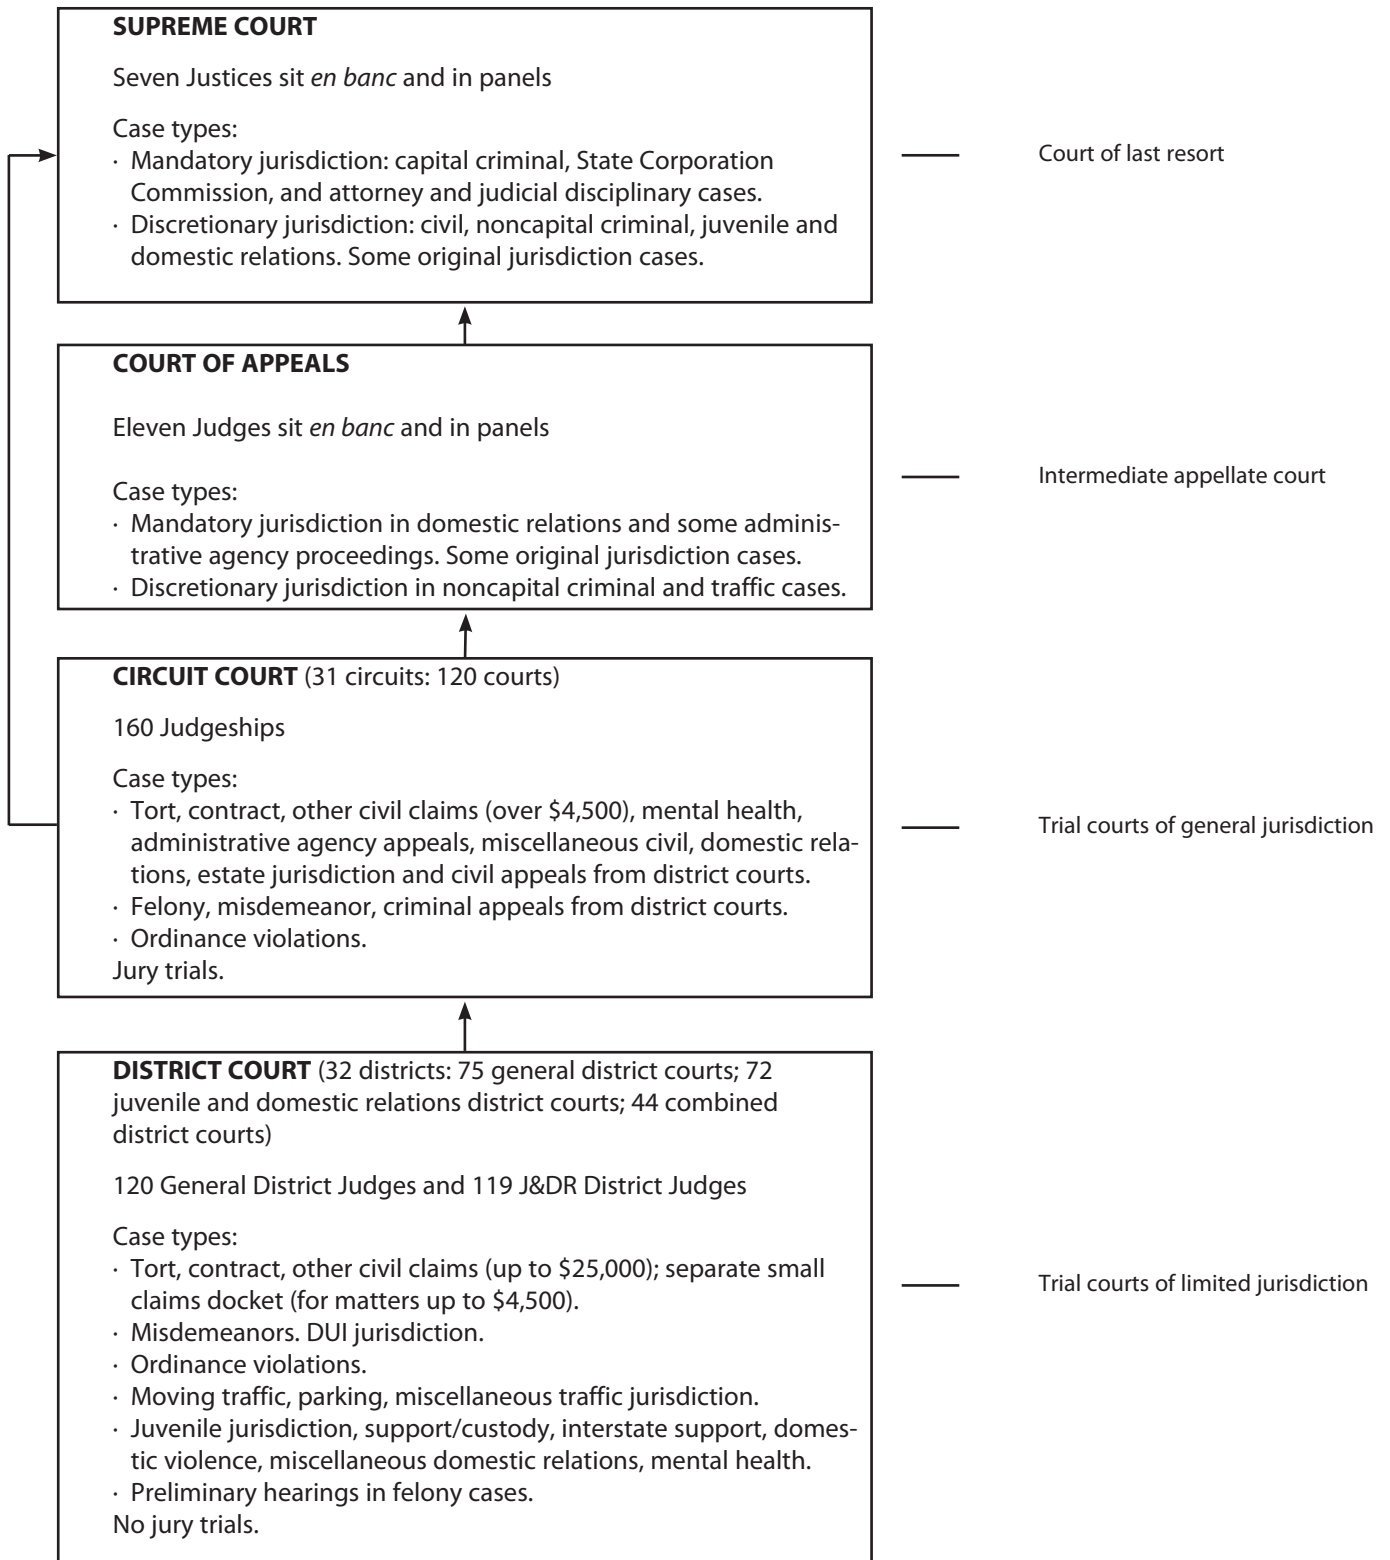 SUPREME COURT
Seven Justices sit en banc and in panels
Case types:
· Mandatory jurisdiction: capital criminal, State Corporation
Commission, and attorney and judicial disciplinary cases.
· Discretionary jurisdiction: civil, noncapital criminal, juvenile and
domestic relations. Some original jurisdiction cases.
Court of last resort
COURT OF APPEALS
Eleven Judges sit en banc and in panels
Case types:
· Mandatory jurisdiction in domestic relations and some adminis-
trative agency proceedings. Some original jurisdiction cases.
· Discretionary jurisdiction in noncapital criminal and traffic cases.
Intermediate appellate court
CIRCUIT COURT (31 circuits: 120 courts)
160 Judgeships
Case types:
· Tort, contract, other civil claims (over $4,500), mental health,
administrative agency appeals, miscellaneous civil, domestic rela-
tions, estate jurisdiction and civil appeals from district courts.
· Felony, misdemeanor, criminal appeals from district courts.
· Ordinance violations.
Jury trials.
Trial courts of general jurisdiction
DISTRICT COURT (32 districts: 75 general district courts; 72
juvenile and domestic relations district courts; 44 combined
district courts)
120 General District Judges and 119 J&DR District Judges
Case types:
· Tort, contract, other civil claims (up to $25,000); separate small
claims docket (for matters up to $4,500).
· Misdemeanors. DUI jurisdiction.
· Ordinance violations.
· Moving traffic, parking, miscellaneous traffic jurisdiction.
· Juvenile jurisdiction, support/custody, interstate support, domes-
tic violence, miscellaneous domestic relations, mental health.
· Preliminary hearings in felony cases.
No jury trials.
Trial courts of limited jurisdiction